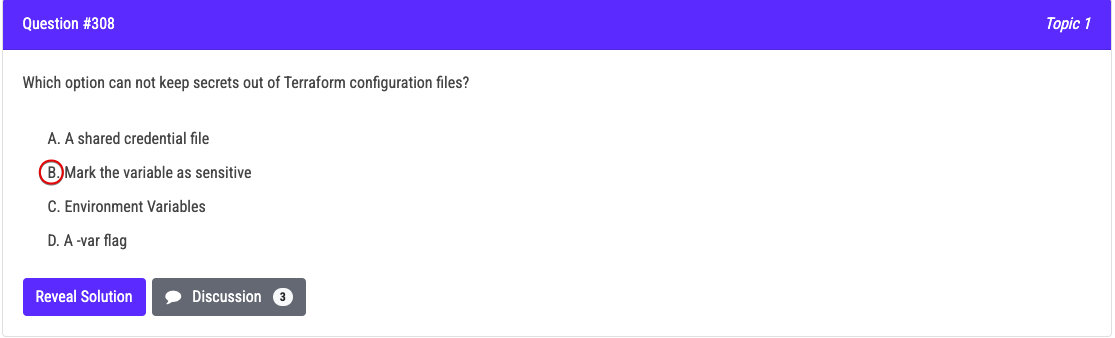 Question #308
Topic 1
Which option can not keep secrets out of Terraform configuration files?
A. A shared credential file
B. Mark the variable as sensitive
C. Environment Variables
D. A -var flag
Reveal Solution
Discussion 3